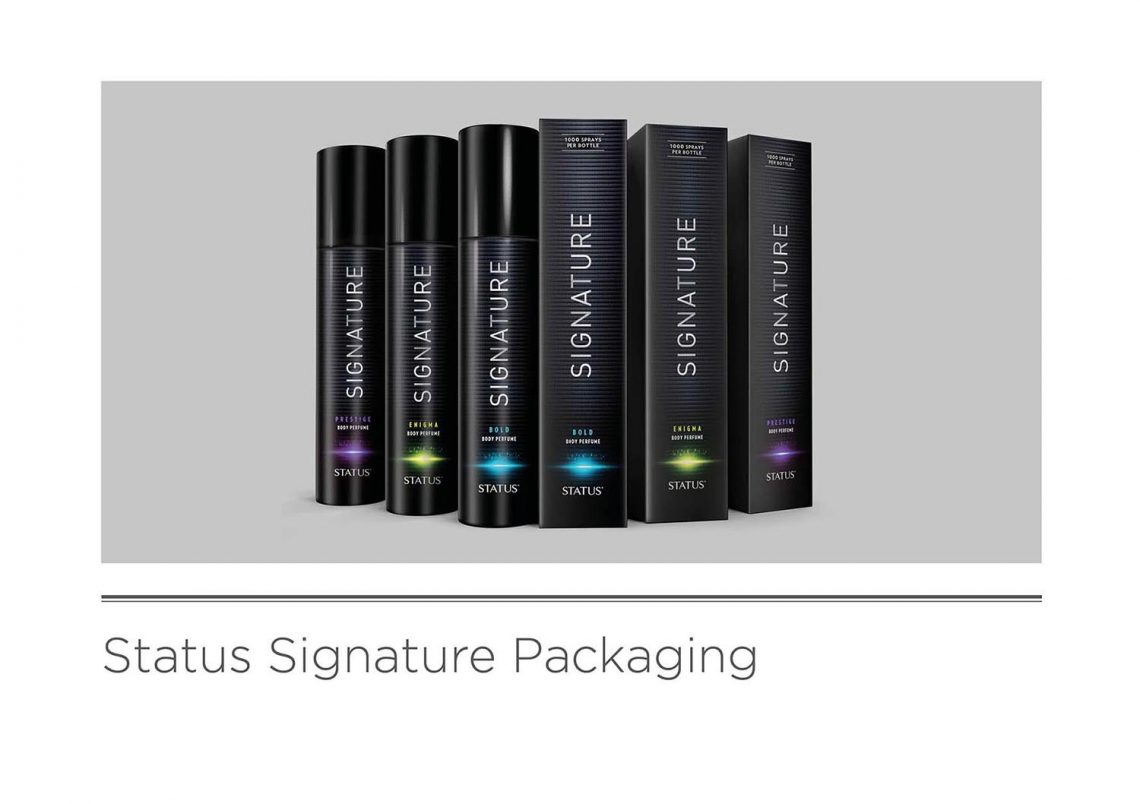 SIGNATURE
PRESTIGE
BODY PERFUME
STATUS
SIGNATURE
ENIGMA
BODY PERFUME
STATUS
SIGNATURE
BOLD
BODY PERFUME
STATUS
1000 SPRAYS
PER BOTTLE
SIGNATURE
BOLD
BODY PERFUME
STATUS
1000 SPRAYS
PER BOTTLE
SIGNATURE
ENIGMA
BODY PERFUME
STATUS
1000 SPRAYS
PER BOTTLE
SIGNATURE
PRESTIGE
BODY PERFUME
STATUS
Status Signature Packaging